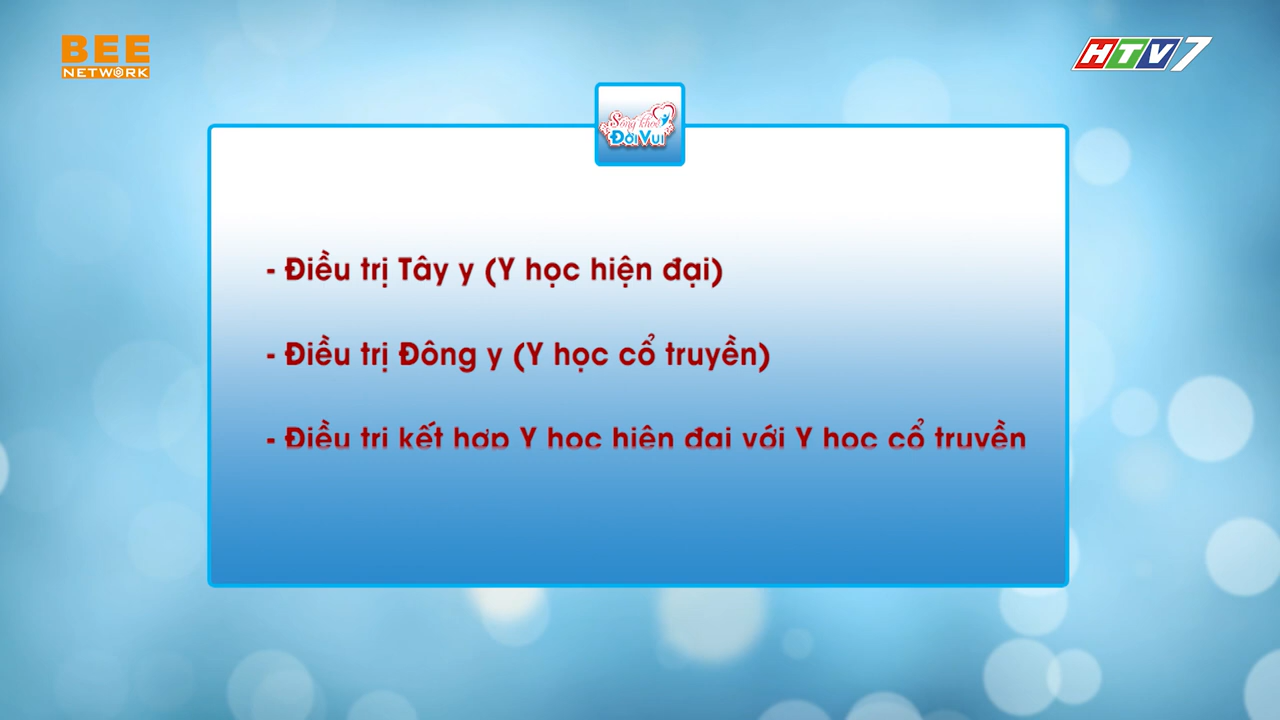 BEE
NETWORK
HTV7
Sống khỏe
Đời Vui
- Điều trị Tây y (Y học hiện đại)
- Điều trị Đông y (Y học cổ truyền)
- Điều trị kết hợp Y học hiện đại với Y học cổ truyền